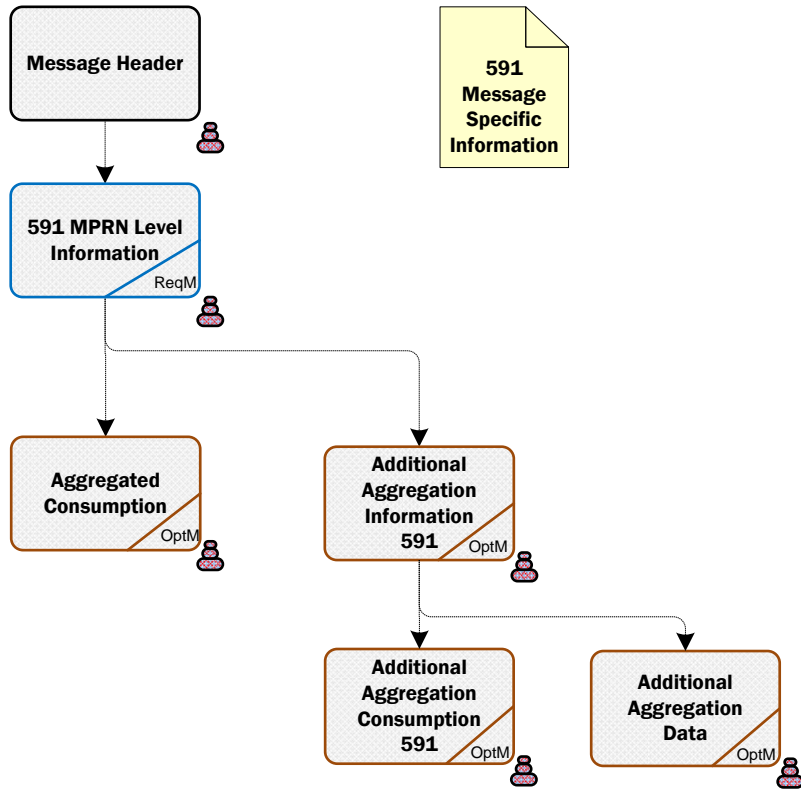 Message Header
591
Message
Specific
Information
591 MPRN Level
Information
ReqM
Aggregated
Consumption
OptM
Additional
Aggregation
Information
591
OptM
Additional
Aggregation
Consumption
591
OptM
Additional
Aggregation
Data
OptM